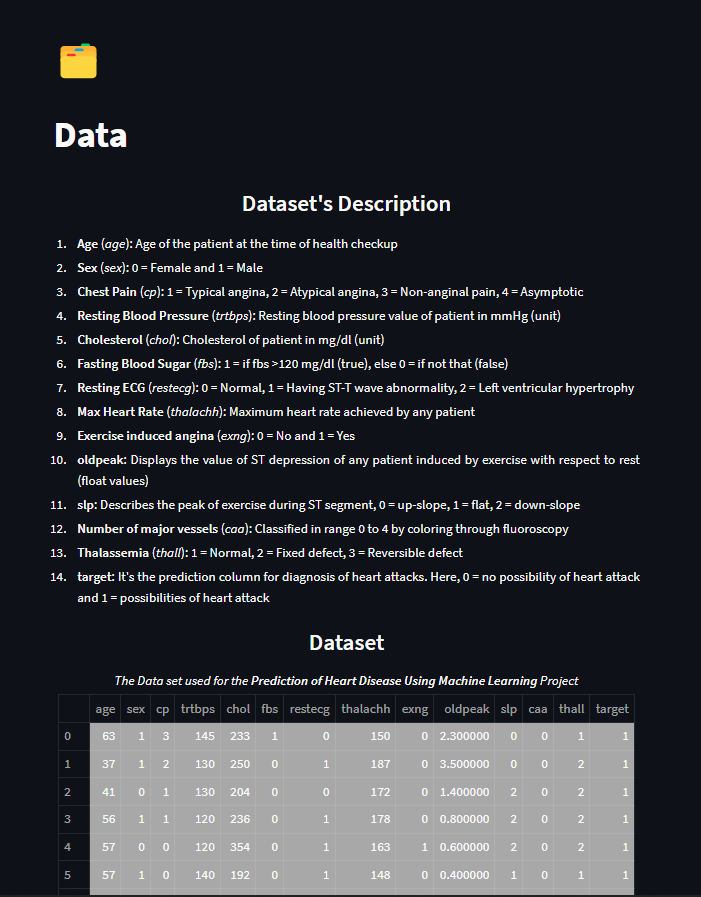 Data
Dataset's Description
1. Age (age): Age of the patient at the time of health checkup
2. Sex (sex): 0 = Female and 1 = Male
3. Chest Pain (cp): 1 = Typical angina, 2 = Atypical angina, 3 = Non-anginal pain, 4 = Asymptotic
4. Resting Blood Pressure (trtbps): Resting blood pressure value of patient in mmHg (unit)
5. Cholesterol (chol): Cholesterol of patient in mg/dl (unit)
6. Fasting Blood Sugar (fbs): 1 = if fbs >120 mg/dl (true), else 0 = if not that (false)
7. Resting ECG (restecg): 0 = Normal, 1 = Having ST-T wave abnormality, 2 = Left ventricular hypertrophy
8. Max Heart Rate (thalachh): Maximum heart rate achieved by any patient
9. Exercise induced angina (exng): 0 = No and 1 = Yes
10. oldpeak: Displays the value of ST depression of any patient induced by exercise with respect to rest
(float values)
11. slp: Describes the peak of exercise during ST segment, 0 = up-slope, 1 = flat, 2 = down-slope
12. Number of major vessels (caa): Classified in range 0 to 4 by coloring through fluoroscopy
13. Thalassemia (thall): 1 = Normal, 2 = Fixed defect, 3 = Reversible defect
14. target: It's the prediction column for diagnosis of heart attacks. Here, 0 = no possibility of heart attack
and 1 = possibilities of heart attack
Dataset
The Data set used for the Prediction of Heart Disease Using Machine Learning Project
age sex cp trtbps chol fbs restecg thalachh exng oldpeak slp caa thall target
0 63 1 3 145 233 1 0 150 0 2.300000 0 0 1 1
1 37 1 2 130 250 0 1 187 0 3.500000 0 0 2 1
2 41 0 1 130 204 0 0 172 0 1.400000 2 0 2 1
3 56 1 1 120 236 0 1 178 0 0.800000 2 0 2 1
4 57 0 0 120 354 0 1 163 1 0.600000 2 0 2 1
5 57 1 0 140 192 0 1 148 0 0.400000 1 0 1 1